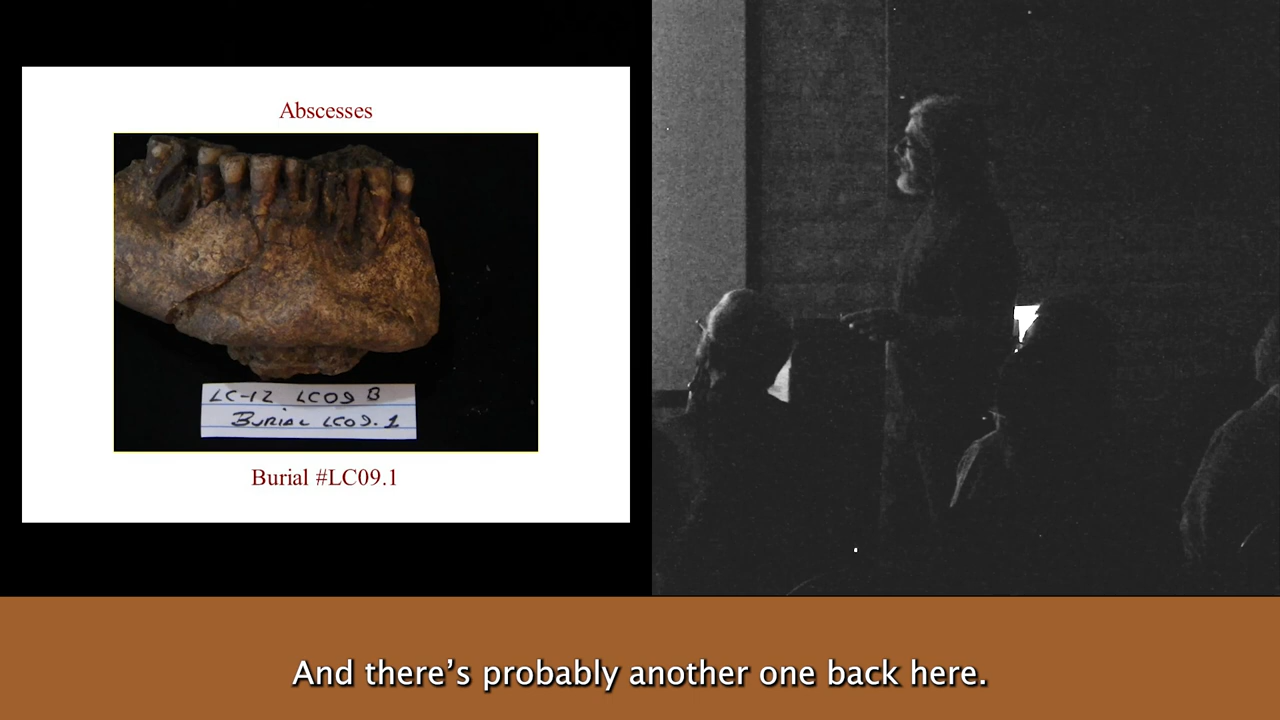 Abscesses
LC-12 LC09 B
BURIAL LC09.1
Burial #LC09.1
And there’s probably another one back here.